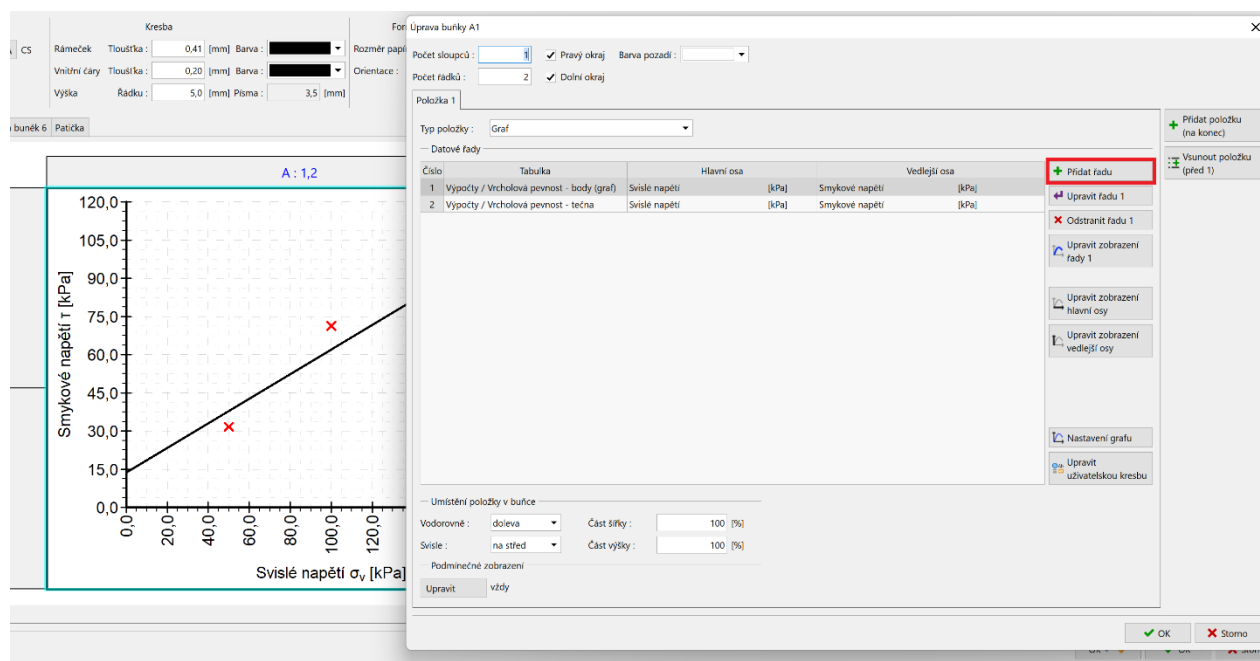 Kresba
CS
Rámeček Tloušťka : 0,41 [mm] Barva :
Rozměr papí
Vnitřní čáry Tloušťka : 0,20 [mm] Barva :
Orientace :
Výška Řádku : 5,0 [mm] Písma : 3,5 [mm]
buněk 6 Patička
A : 1,2
120,0
105,0
90,0
75,0
60,0
45,0
30,0
15,0
0,0
Smykové napětí τ [kPa]
0,0 20,0 40,0 60,0 80,0 100,0 120,0
Svislé napětí σv [kPa]
Úprava buňky A1
Počet sloupců : 1 Pravý okraj Barva pozadí :
Počet řádků : 2 Dolní okraj
Položka 1
Typ položky : Graf
Datové řady
Číslo Tabulka Hlavní osa Vedlejší osa
1 Výpočty / Vrcholová pevnost - body (graf) Svislé napětí [kPa] Smykové napětí [kPa]
2 Výpočty / Vrcholová pevnost - tečna Svislé napětí [kPa] Smykové napětí [kPa]
Přidat řadu
Upravit řadu 1
Odstranit řadu 1
Upravit zobrazení
řady 1
Upravit zobrazení
hlavní osy
Upravit zobrazení
vedlejší osy
Nastavení grafu
Upravit
uživatelskou kresbu
Přidat položku
(na konec)
Vsunout položku
(před 1)
Umístění položky v buňce
Vodorovně : doleva Část šířky : 100 [%]
Svisle : na střed Část výšky : 100 [%]
Podmínečné zobrazení
Upravit vždy
OK Storno